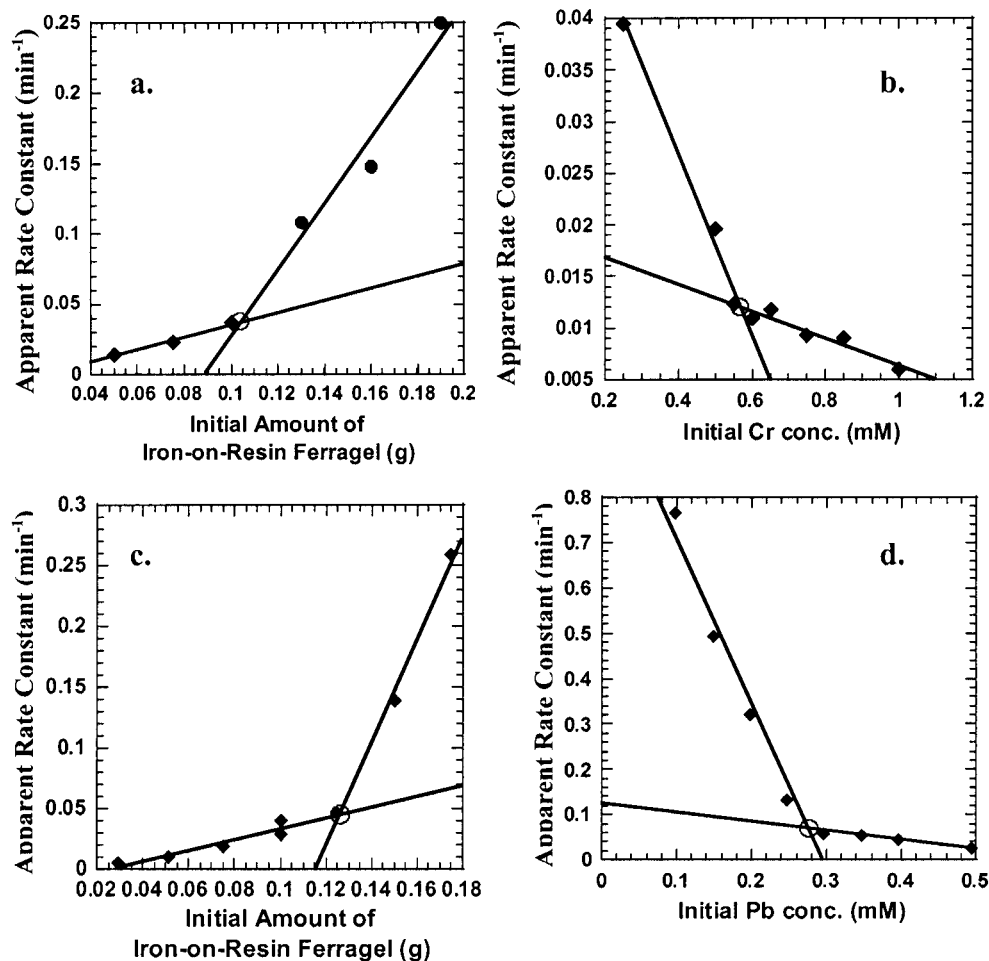 a.
Apparent Rate Constant (min⁻¹)
0.25
0.2
0.15
0.1
0.05
0
0.04 0.06 0.08 0.1 0.12 0.14 0.16 0.18 0.2
Initial Amount of
Iron-on-Resin Ferragel (g)
b.
Apparent Rate Constant (min⁻¹)
0.04
0.035
0.03
0.025
0.02
0.015
0.01
0.005
0.2 0.4 0.6 0.8 1 1.2
Initial Cr conc. (mM)
c.
Apparent Rate Constant (min⁻¹)
0.3
0.25
0.2
0.15
0.1
0.05
0
0.02 0.04 0.06 0.08 0.1 0.12 0.14 0.16 0.18
Initial Amount of
Iron-on-Resin Ferragel (g)
d.
Apparent Rate Constant (min⁻¹)
0.8
0.7
0.6
0.5
0.4
0.3
0.2
0.1
0
0 0.1 0.2 0.3 0.4 0.5
Initial Pb conc. (mM)